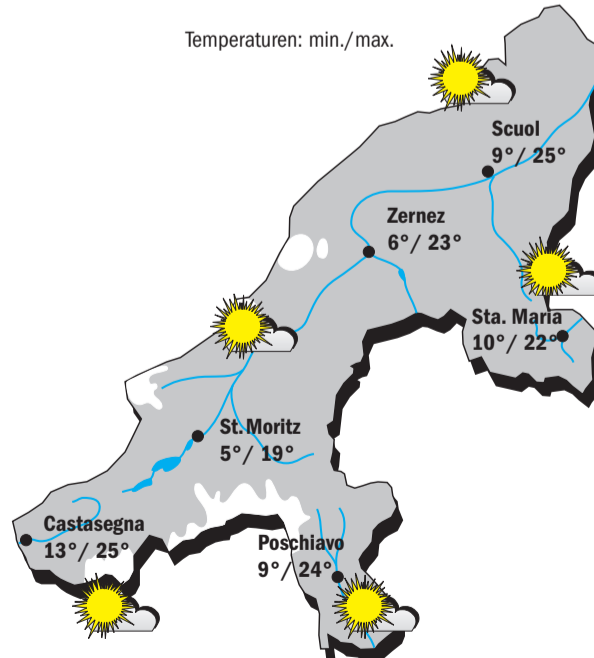 Temperaturen: min./max.
Scuol
9°/ 25°
Zernez
6°/ 23°
Sta. Maria
10°/ 22°
St. Moritz
5°/ 19°
Castasegna
13°/ 25°
Poschiavo
9°/ 24°